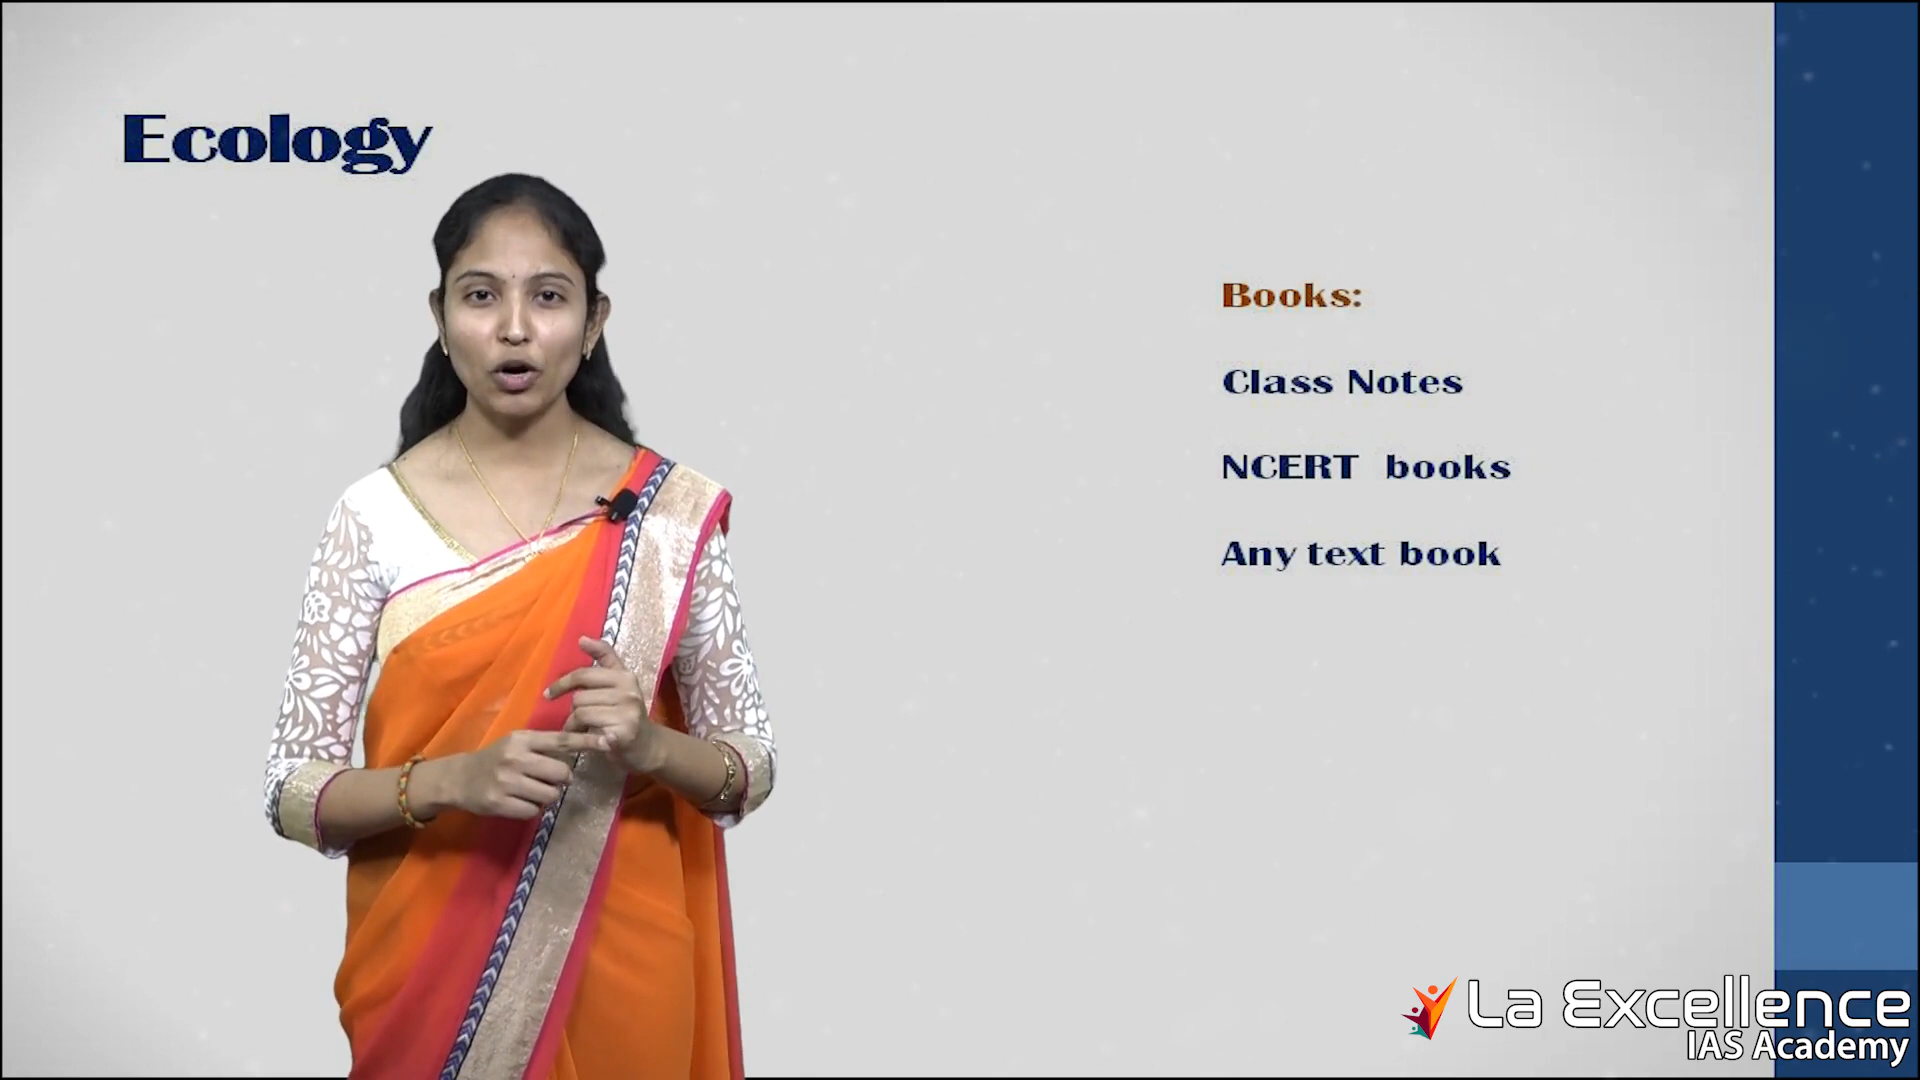 Ecology
Books:
Class Notes
NCERT books
Any text book
La Excellence
IAS Academy